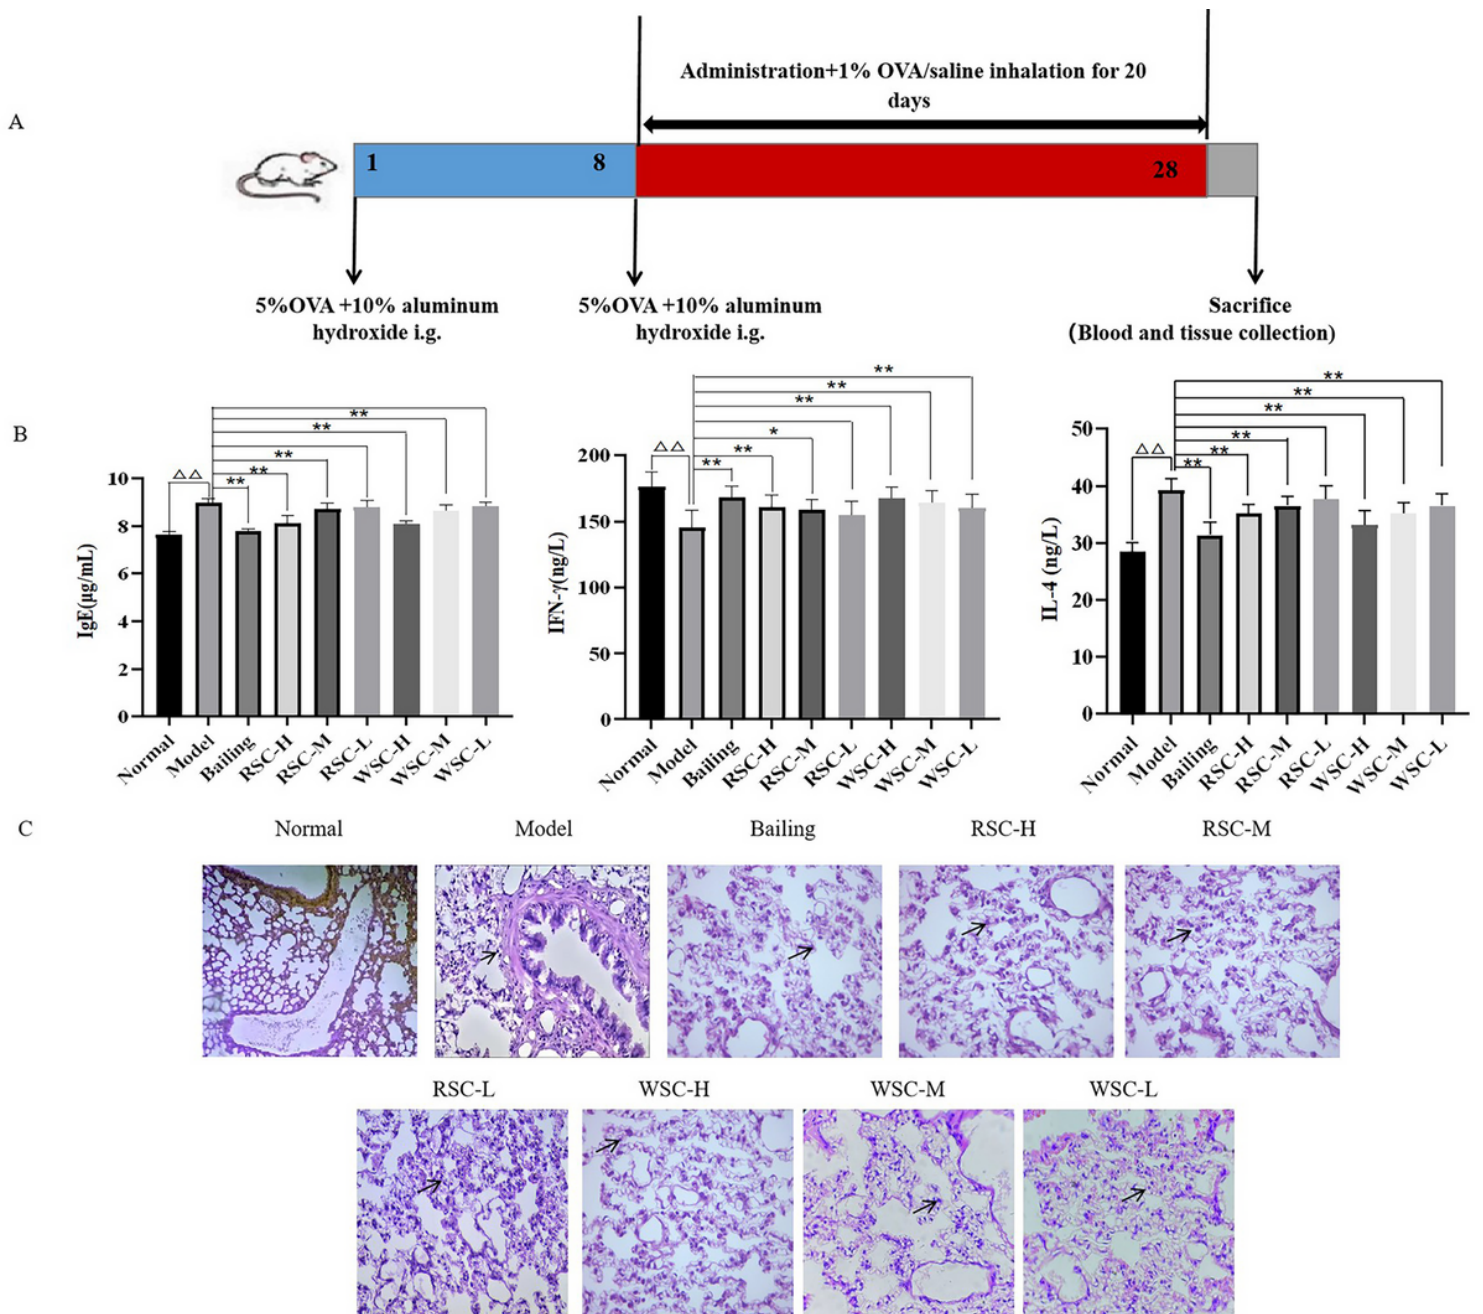 Administration+1% OVA/saline inhalation for 20
days
A
1
8
28
5%OVA +10% aluminum
hydroxide i.g.
5%OVA +10% aluminum
hydroxide i.g.
Sacrifice
(Blood and tissue collection)
B
IgE(μg/mL)
10
8
6
4
2
0
△△
**
**
**
**
**
Normal
Model
Bailing
RSC-H
RSC-M
RSC-L
WSC-H
WSC-M
WSC-L
IFN-γ(ng/L)
200
150
100
50
0
△△
**
**
*
**
**
**
Normal
Model
Bailing
RSC-H
RSC-M
RSC-L
WSC-H
WSC-M
WSC-L
IL-4 (ng/L)
50
40
30
20
10
0
△△
**
**
**
**
**
**
Normal
Model
Bailing
RSC-H
RSC-M
RSC-L
WSC-H
WSC-M
WSC-L
C
Normal
Model
Bailing
RSC-H
RSC-M
RSC-L
WSC-H
WSC-M
WSC-L